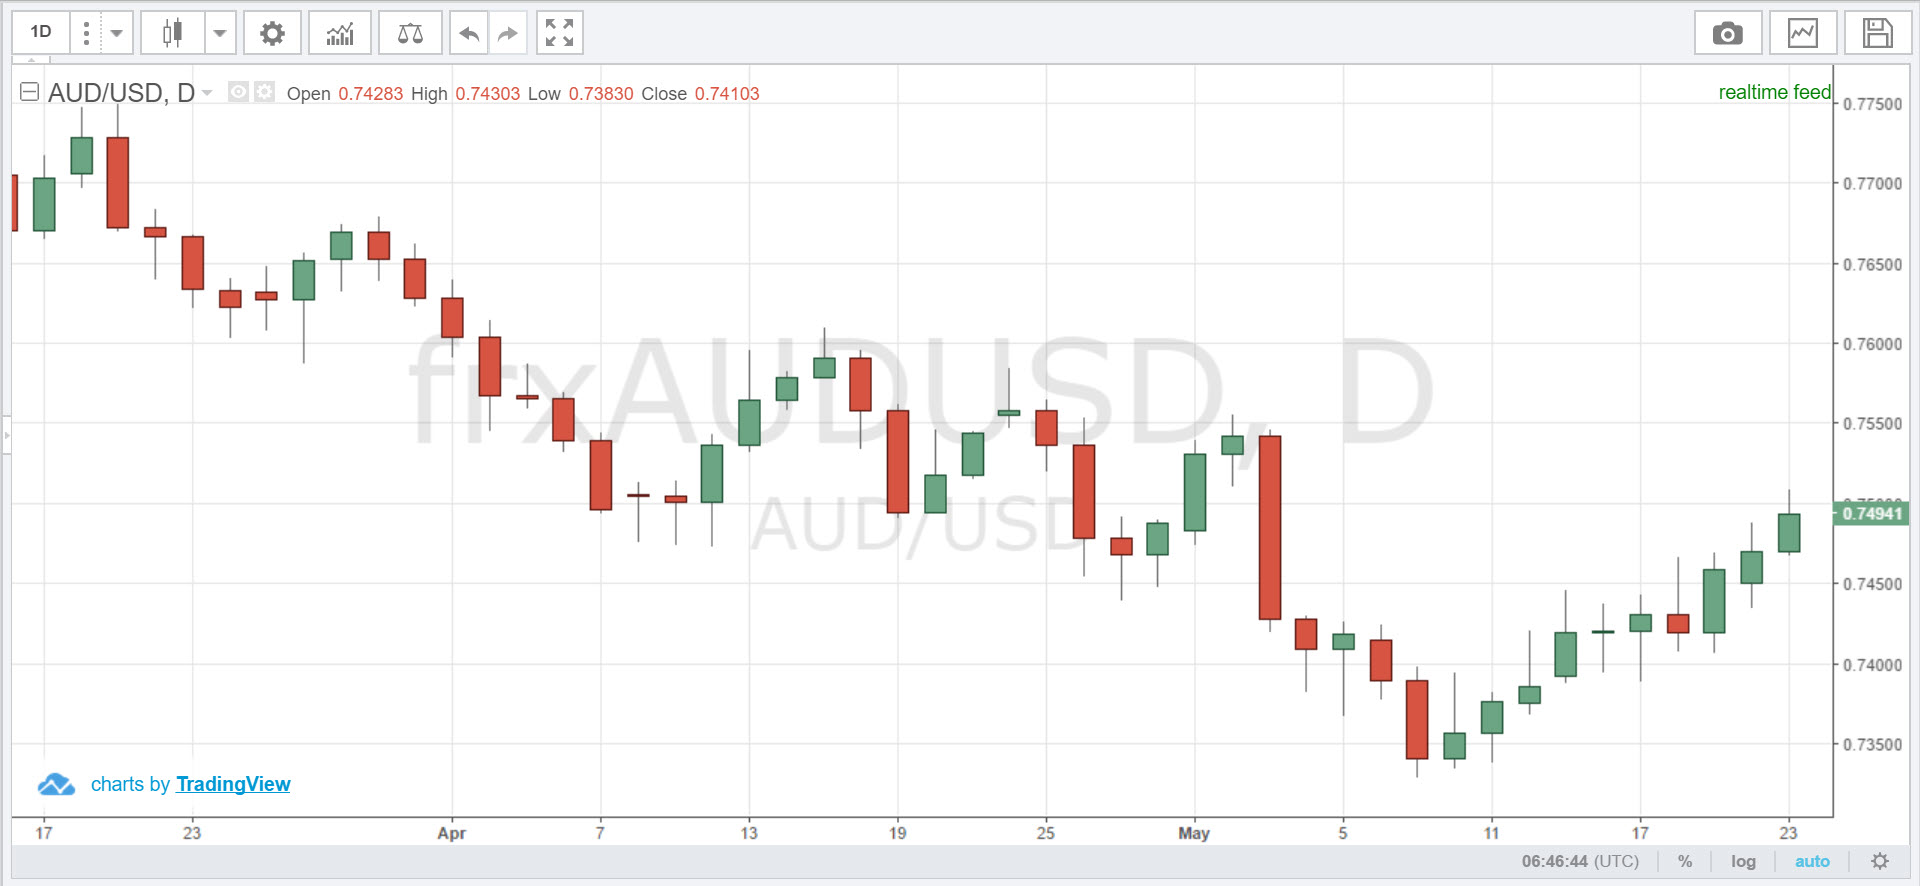 1D
AUD/USD, D Open 0.74283 High 0.74303 Low 0.73830 Close 0.74103
realtime feed
0.77500
0.77000
0.76500
0.76000
0.75500
0.75000
0.74941
0.74500
0.74000
0.73500
frxAUDUSD, D
AUD/USD
charts by TradingView
17 23 Apr 7 13 19 25 May 5 11 17 23
06:46:44 (UTC) % log auto